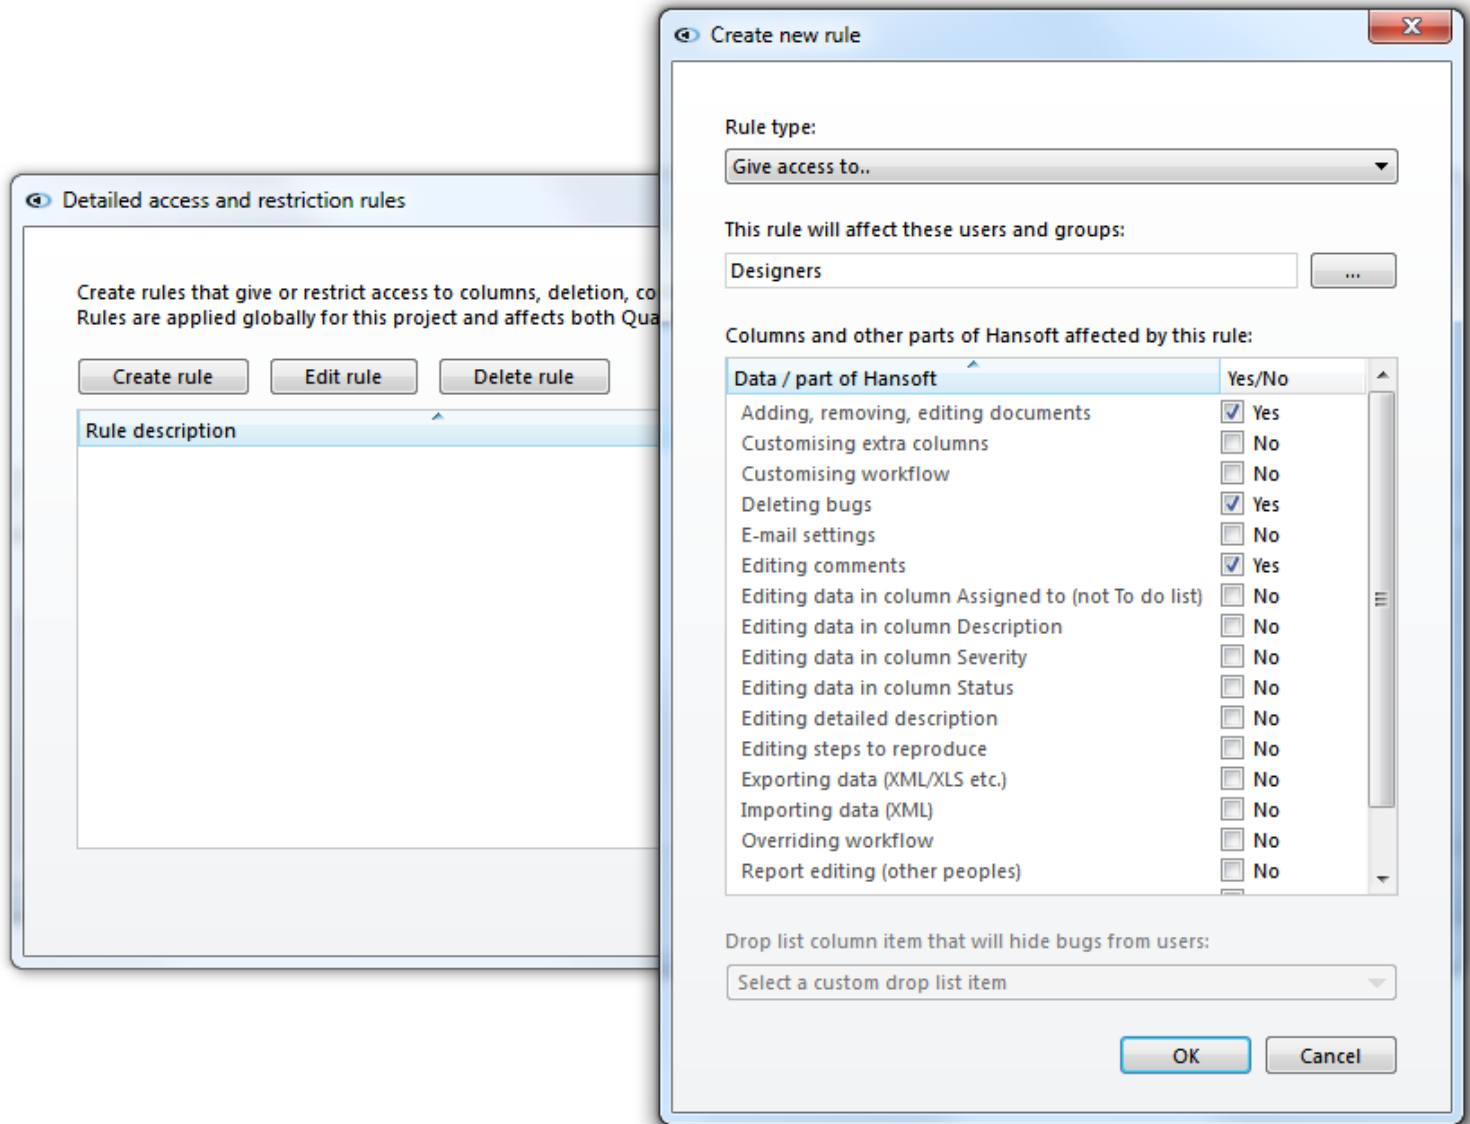 Detailed access and restriction rules
Create rules that give or restrict access to columns, deletion, co
Rules are applied globally for this project and affects both Qua
Create rule
Edit rule
Delete rule
Rule description
Create new rule
Rule type:
Give access to..
This rule will affect these users and groups:
Designers
...
Columns and other parts of Hansoft affected by this rule:
Data / part of Hansoft Yes/No
Adding, removing, editing documents Yes
Customising extra columns No
Customising workflow No
Deleting bugs Yes
E-mail settings No
Editing comments Yes
Editing data in column Assigned to (not To do list) No
Editing data in column Description No
Editing data in column Severity No
Editing data in column Status No
Editing detailed description No
Editing steps to reproduce No
Exporting data (XML/XLS etc.) No
Importing data (XML) No
Overriding workflow No
Report editing (other peoples) No
Drop list column item that will hide bugs from users:
Select a custom drop list item
OK
Cancel